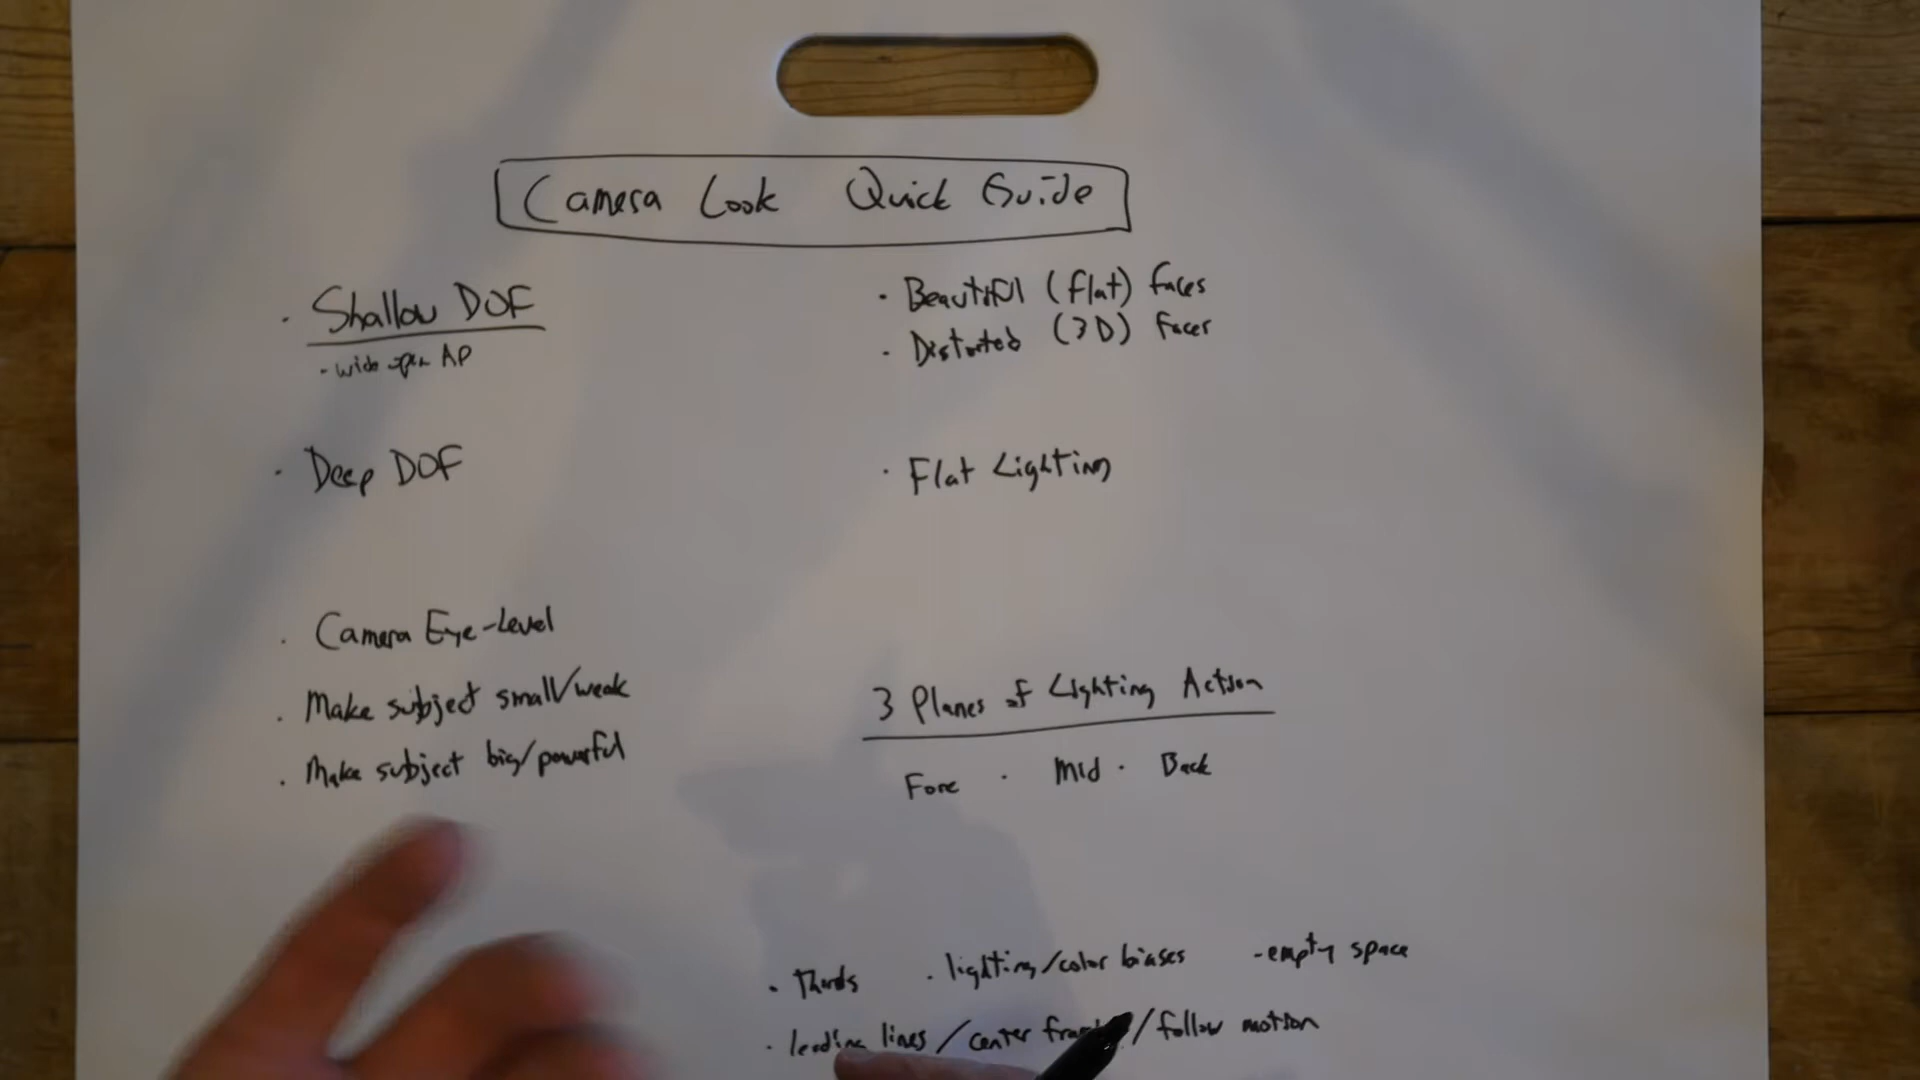 Camera Look Quick Guide
· Shallow DOF
- wide open AP
· Deep DOF
· Camera Eye-Level
· Make subject small/weak
· Make subject big/powerful
· Beautiful (flat) faces
· Distorted (3D) faces
· Flat Lighting
3 Planes of Lighting Action
Fore · Mid · Back
· Thirds · lighting/color biases - empty space
· leading lines / center / follow motion